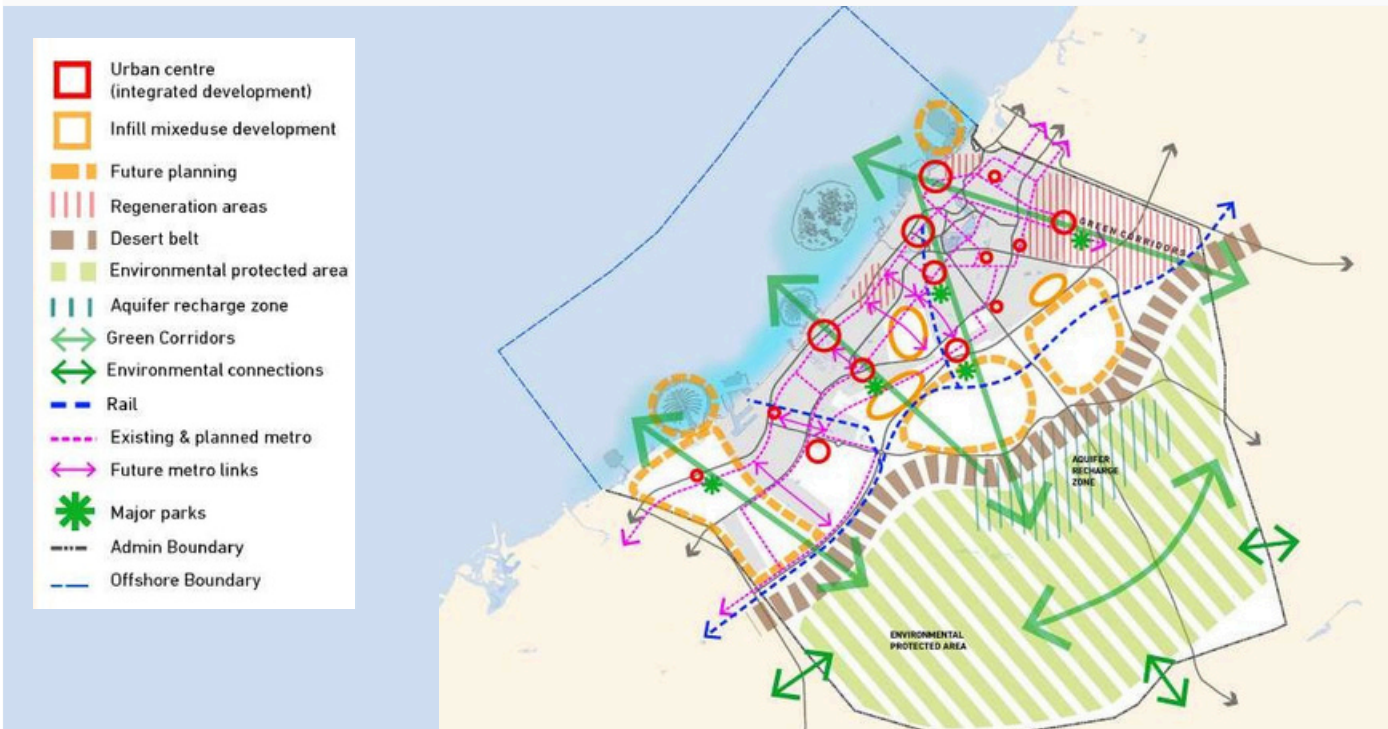 Urban centre
(integrated development)
Infill mixeduse development
Future planning
Regeneration areas
Desert belt
Environmental protected area
Aquifer recharge zone
Green Corridors
Environmental connections
Rail
Existing & planned metro
Future metro links
Major parks
Admin Boundary
Offshore Boundary
GREEN CORRIDORS
AQUIFER
RECHARGE
ZONE
ENVIRONMENTAL
PROTECTED AREA